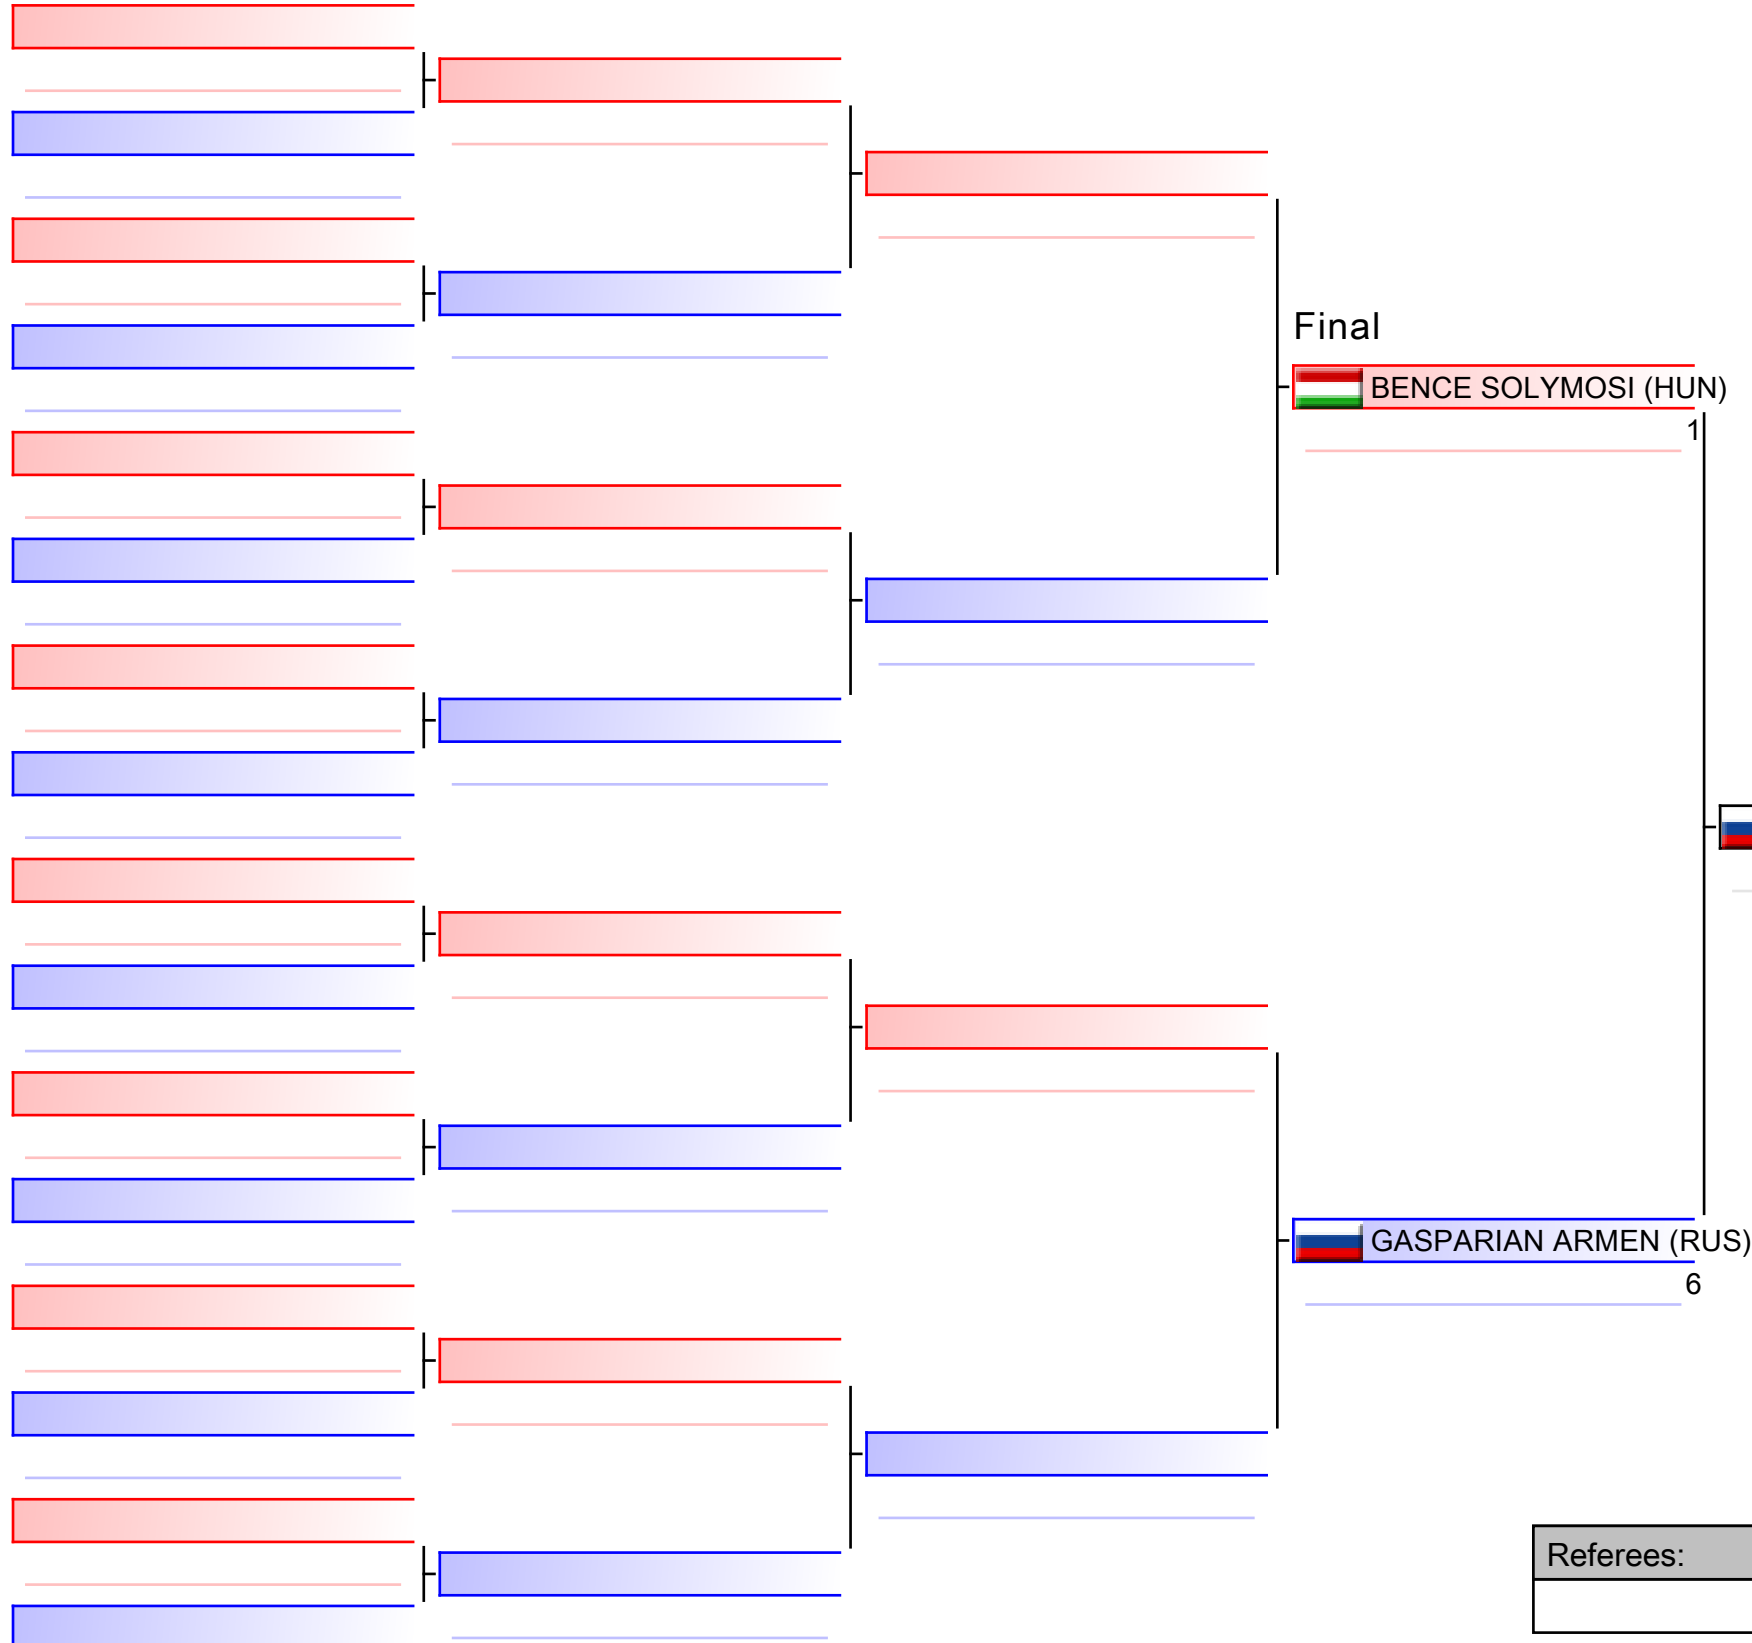 Final
BENCE SOLYMOSI (HUN)
1
GASPARIAN ARMEN (RUS)
6
Referees: